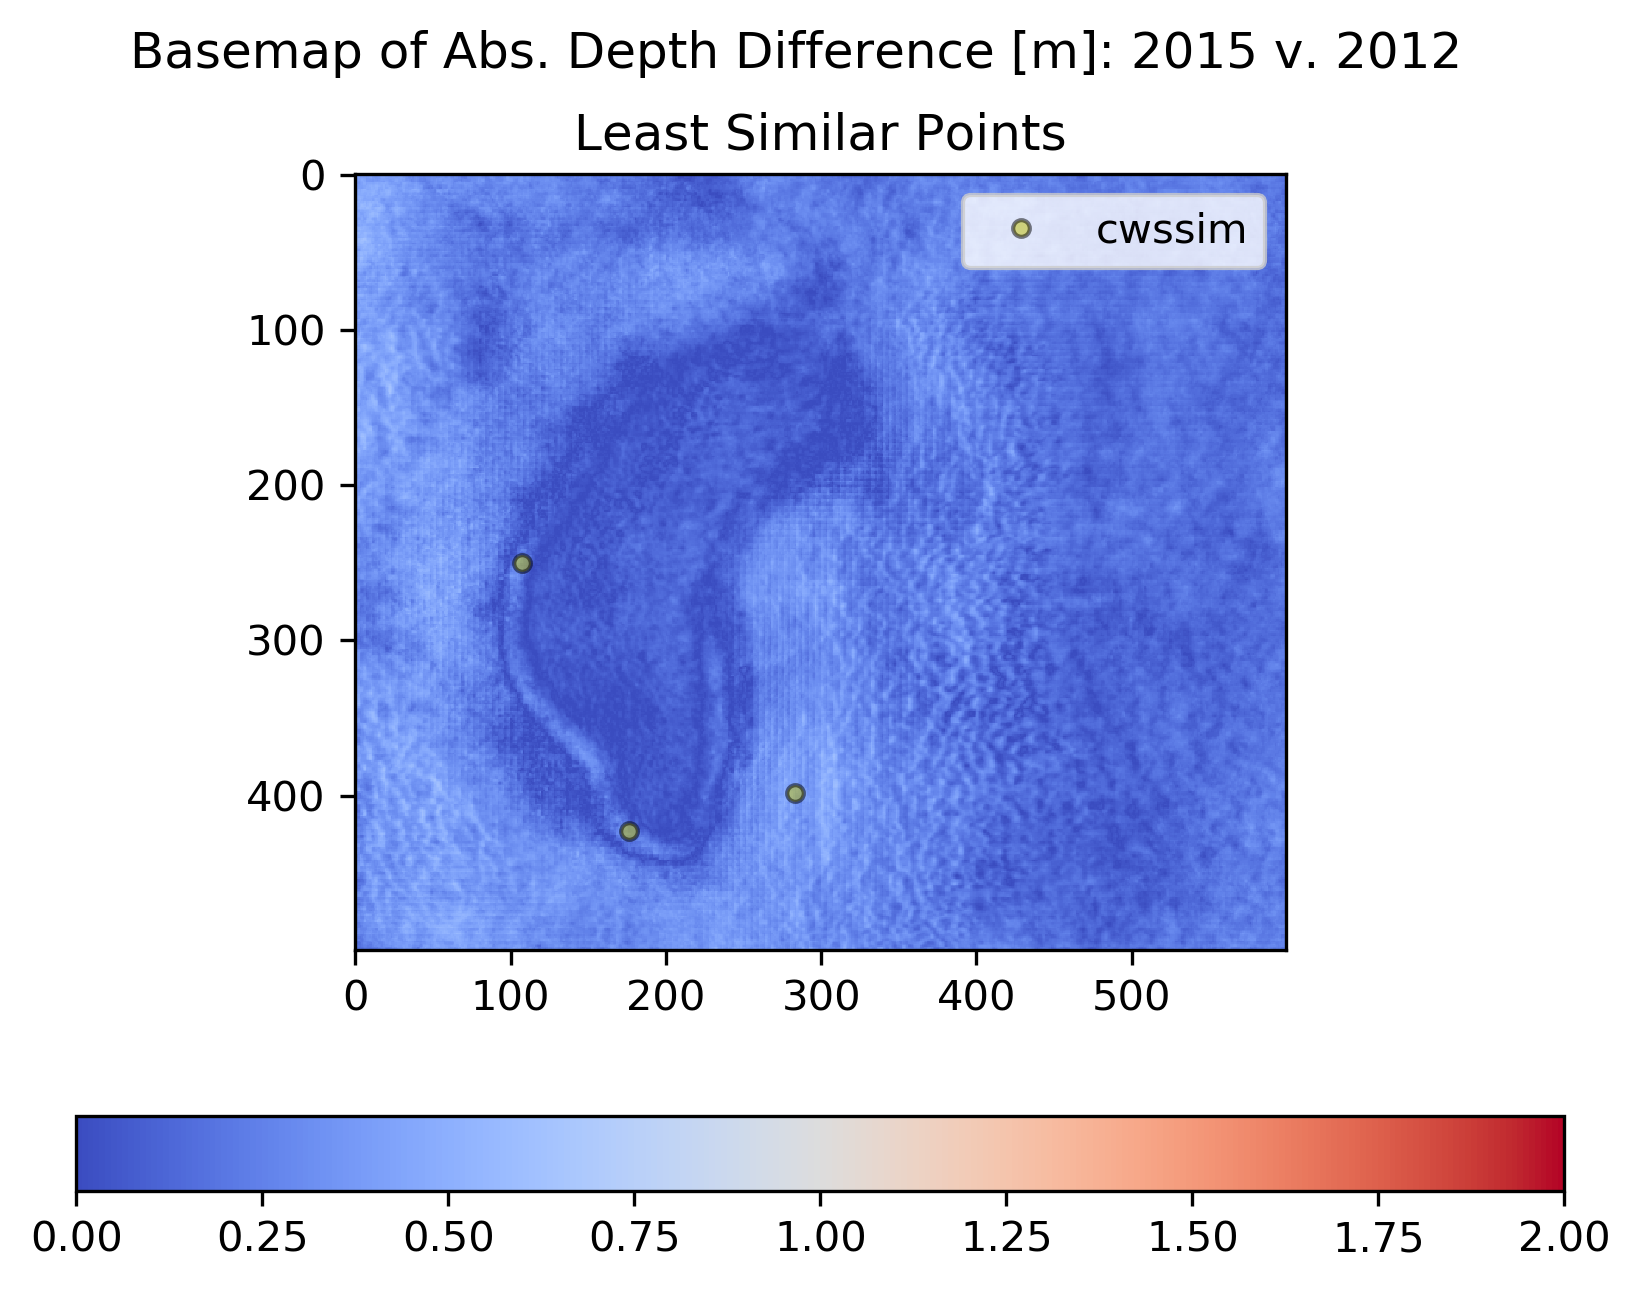 Basemap of Abs. Depth Difference [m]: 2015 v. 2012
Least Similar Points
cwssim
0
100
200
300
400
0 100 200 300 400 500
0.00 0.25 0.50 0.75 1.00 1.25 1.50 1.75 2.00